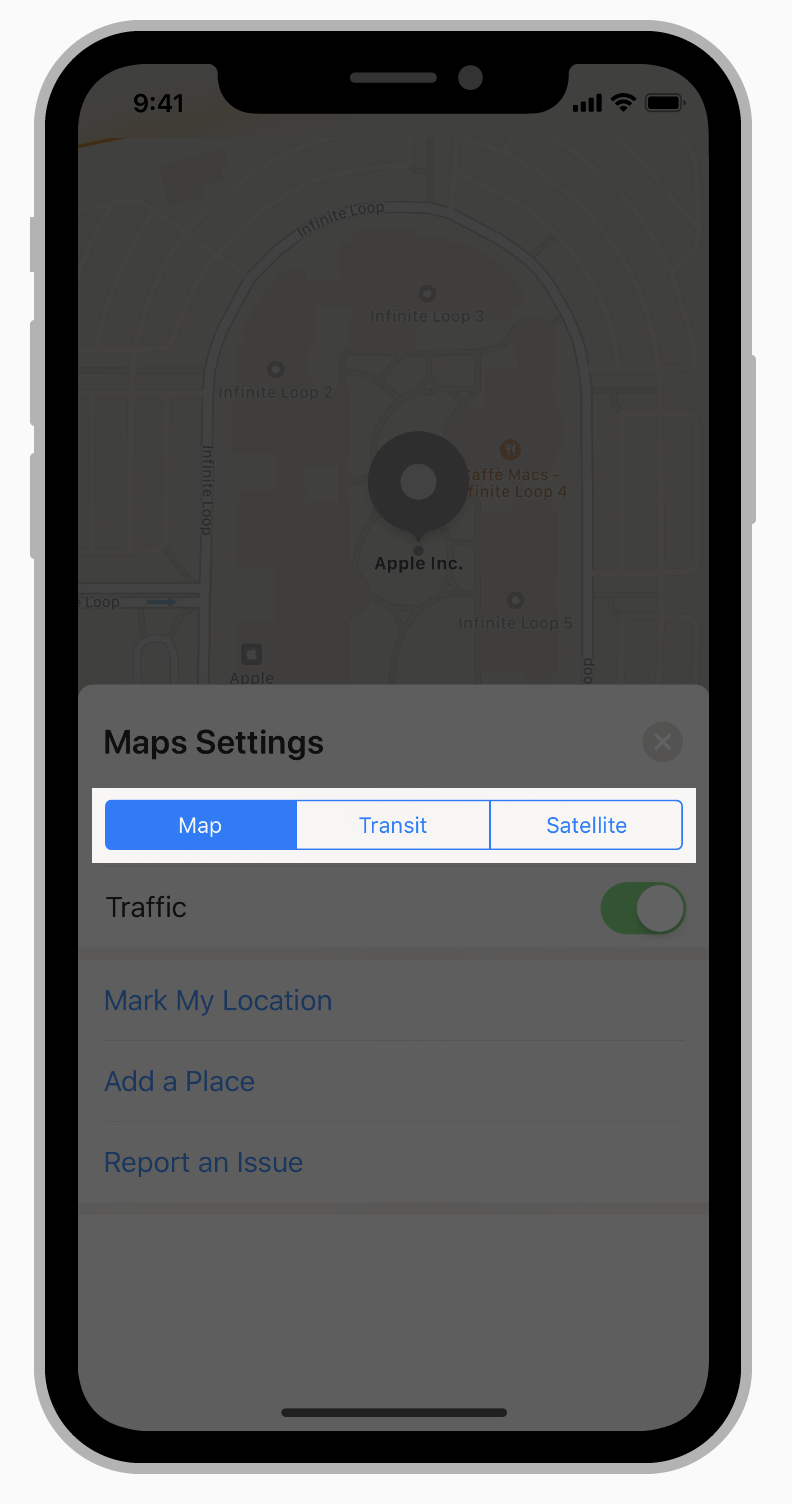 9:41
Infinite Loop
Infinite Loop 3
Infinite Loop 2
Infinite Loop
affè Macs -
finite Loop 4
Apple Inc.
Loop
Infinite Loop 5
Apple
oop
Maps Settings
Map
Transit
Satellite
Traffic
Mark My Location
Add a Place
Report an Issue